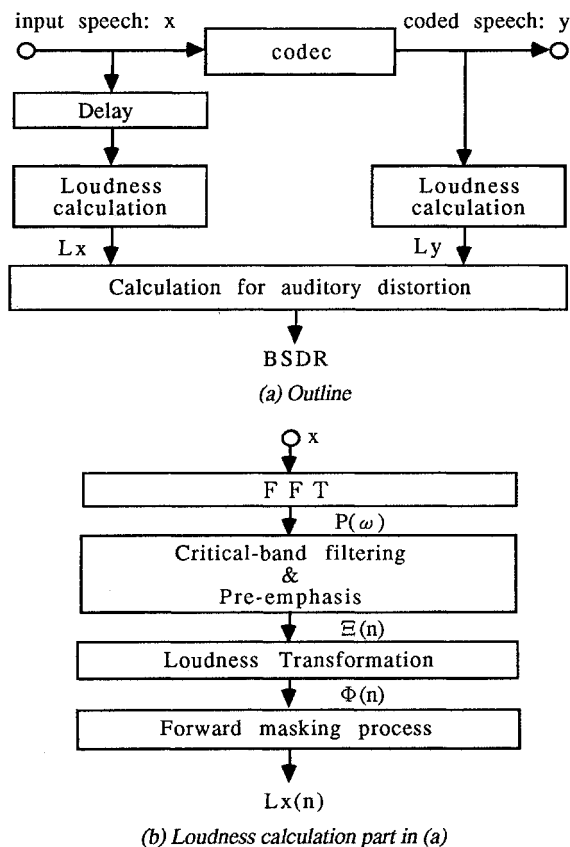 input speech: x
coded speech: y
codec
Delay
Loudness
calculation
Loudness
calculation
Lx
Ly
Calculation for auditory distortion
BSDR
(a) Outline
x
F F T
P(ω)
Critical-band filtering
&
Pre-emphasis
Ξ(n)
Loudness Transformation
Φ(n)
Forward masking process
Lx(n)
(b) Loudness calculation part in (a)